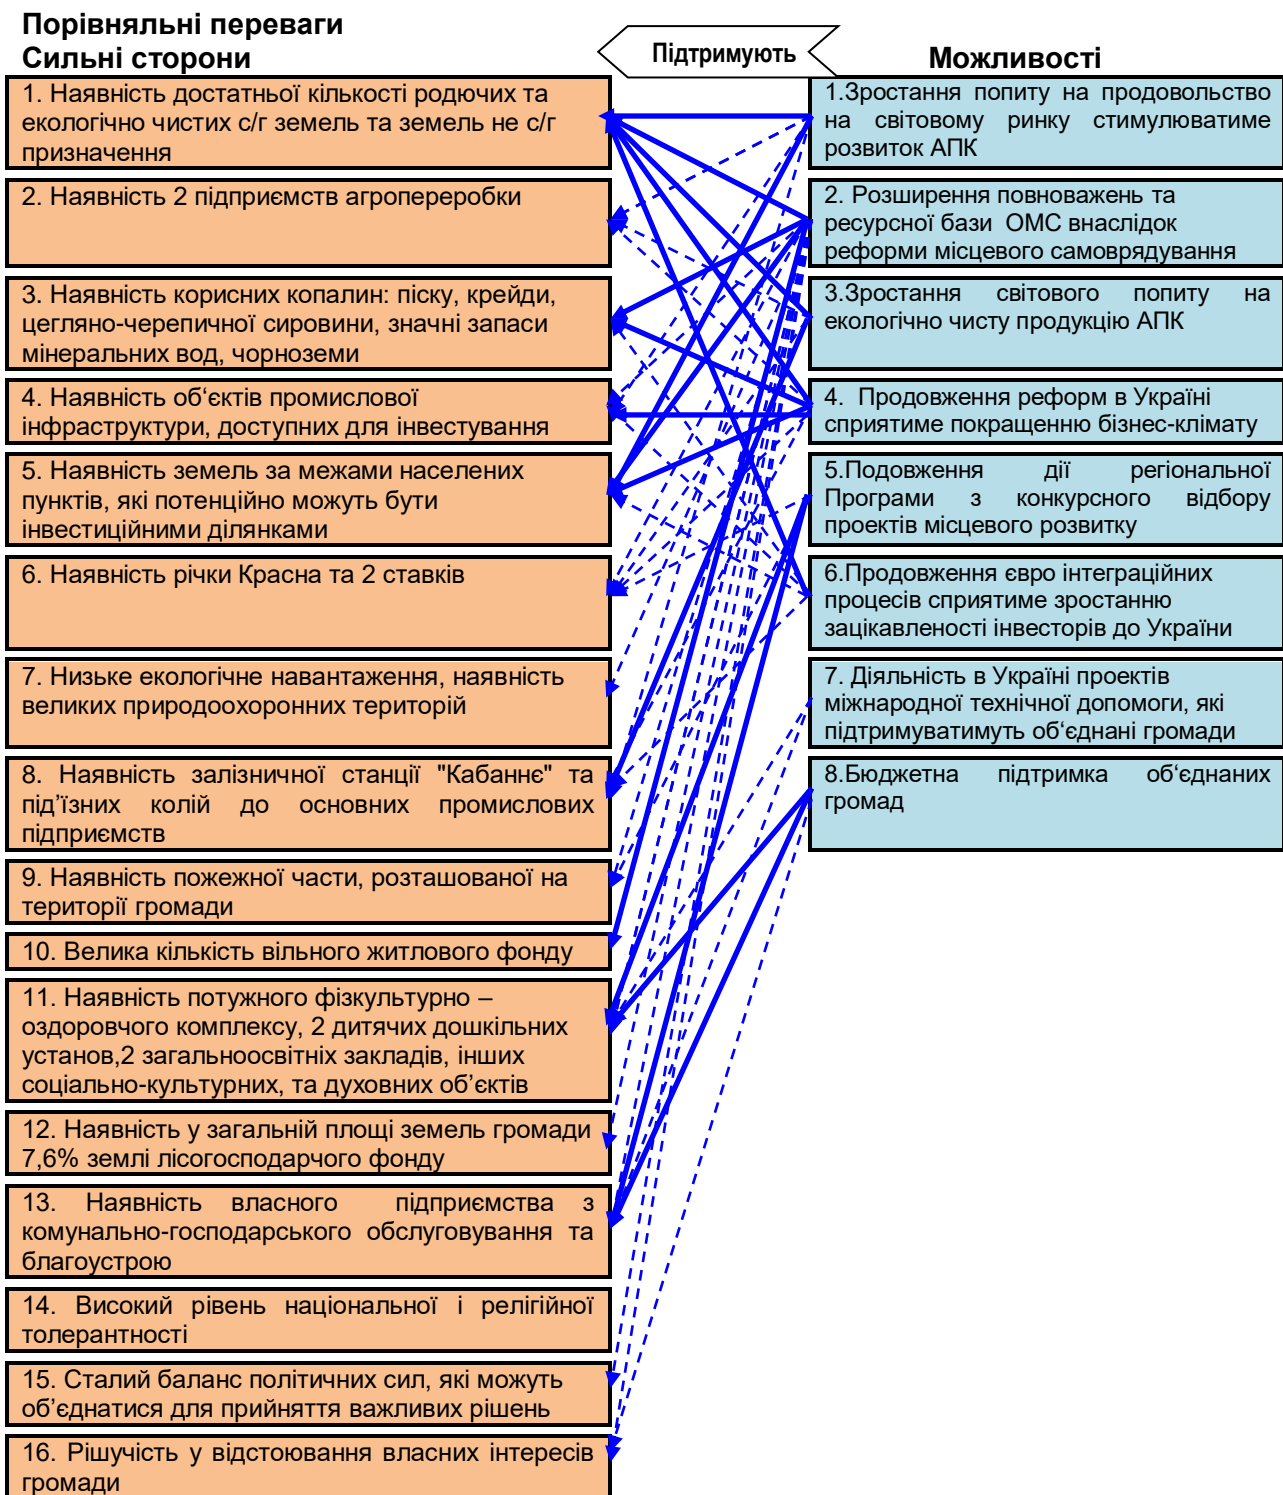 Порівняльні переваги
Сильні сторони
Підтримують
Можливості
1. Наявність достатньої кількості родючих та
екологічно чистих с/г земель та земель не с/г
призначення
2. Наявність 2 підприємств агропереробки
3. Наявність корисних копалин: піску, крейди,
цегляно-черепичної сировини, значні запаси
мінеральних вод, чорноземи
4. Наявність об‘єктів промислової
інфраструктури, доступних для інвестування
5. Наявність земель за межами населених
пунктів, які потенційно можуть бути
інвестиційними ділянками
6. Наявність річки Красна та 2 ставків
7. Низьке екологічне навантаження, наявність
великих природоохоронних територій
8. Наявність залізничної станції "Кабаннє" та
під’їзних колій до основних промислових
підприємств
9. Наявність пожежної части, розташованої на
території громади
10. Велика кількість вільного житлового фонду
11. Наявність потужного фізкультурно –
оздоровчого комплексу, 2 дитячих дошкільних
установ,2 загальноосвітніх закладів, інших
соціально-культурних, та духовних об’єктів
12. Наявність у загальній площі земель громади
7,6% землі лісогосподарчого фонду
13. Наявність власного підприємства з
комунально-господарського обслуговування та
благоустрою
14. Високий рівень національної і релігійної
толерантності
15. Сталий баланс політичних сил, які можуть
об’єднатися для прийняття важливих рішень
16. Рішучість у відстоювання власних інтересів
громади
1.Зростання попиту на продовольство
на світовому ринку стимулюватиме
розвиток АПК
2. Розширення повноважень та
ресурсної бази ОМС внаслідок
реформи місцевого самоврядування
3.Зростання світового попиту на
екологічно чисту продукцію АПК
4. Продовження реформ в Україні
сприятиме покращенню бізнес-клімату
5.Подовження дії регіональної
Програми з конкурсного відбору
проектів місцевого розвитку
6.Продовження євро інтеграційних
процесів сприятиме зростанню
зацікавленості інвесторів до України
7. Діяльність в Україні проектів
міжнародної технічної допомоги, які
підтримуватимуть об‘єднані громади
8.Бюджетна підтримка об‘єднаних
громад